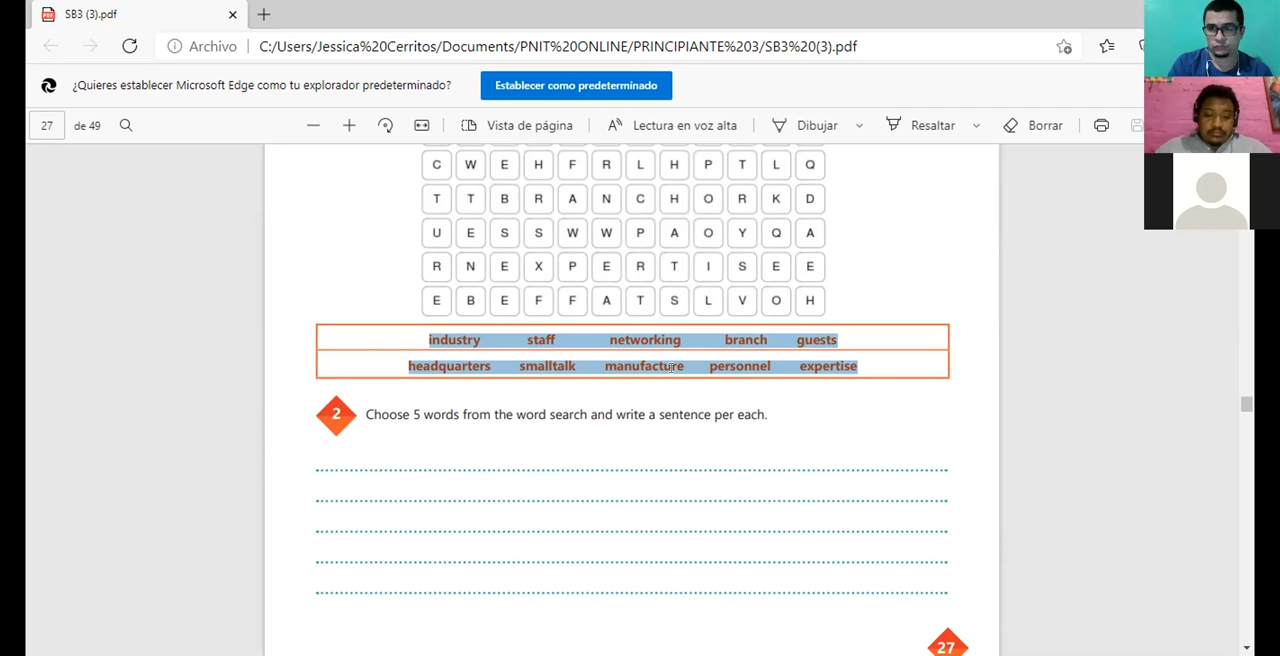 SB3 (3).pdf
Archivo C:/Users/Jessica%20Cerritos/Documents/PNIT%20ONLINE/PRINCIPIANTE%203/SB3%20(3).pdf
¿Quieres establecer Microsoft Edge como tu explorador predeterminado? Establecer como predeterminado
27 de 49 Vista de página Lectura en voz alta Dibujar Resaltar Borrar
C W E H F R L H P T L Q
T T B R A N C H O R K D
U E S S W W P A O Y Q A
R N E X P E R T I S E E
E B E F F A T S L V O H
industry staff networking branch guests
headquarters smalltalk manufacture personnel expertise
2 Choose 5 words from the word search and write a sentence per each.
27